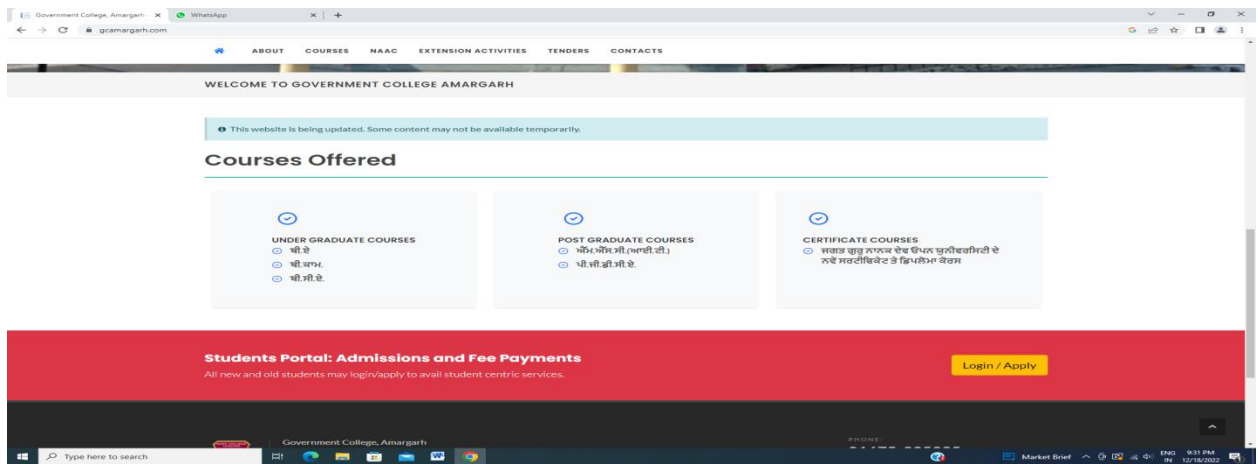 Government College, Amargarh
WhatsApp
gcamargarh.com
ABOUT COURSES NAAC EXTENSION ACTIVITIES TENDERS CONTACTS
WELCOME TO GOVERNMENT COLLEGE AMARGARH
This website is being updated. Some content may not be available temporarily.
Courses Offered
UNDER GRADUATE COURSES
ਬੀ.ਏ
ਬੀ.ਕਾਮ.
ਬੀ.ਸੀ.ਏ.
POST GRADUATE COURSES
ਐੱਮ.ਐੱਸ.ਸੀ.(ਆਈ.ਟੀ.)
ਪੀ.ਜੀ.ਡੀ.ਸੀ.ਏ.
CERTIFICATE COURSES
ਜਗਤ ਗੁਰੂ ਨਾਨਕ ਦੇਵ ਓਪਨ ਯੂਨੀਵਰਸਿਟੀ ਦੇ
ਨਵੇਂ ਸਰਟੀਫਿਕੇਟ ਤੇ ਡਿਪਲੋਮਾ ਕੋਰਸ
Students Portal: Admissions and Fee Payments
All new and old students may login/apply to avail student centric services.
Login / Apply
Government College, Amargarh
PHONE:
Type here to search
Market Brief
ENG 9:31 PM
IN 12/18/2022